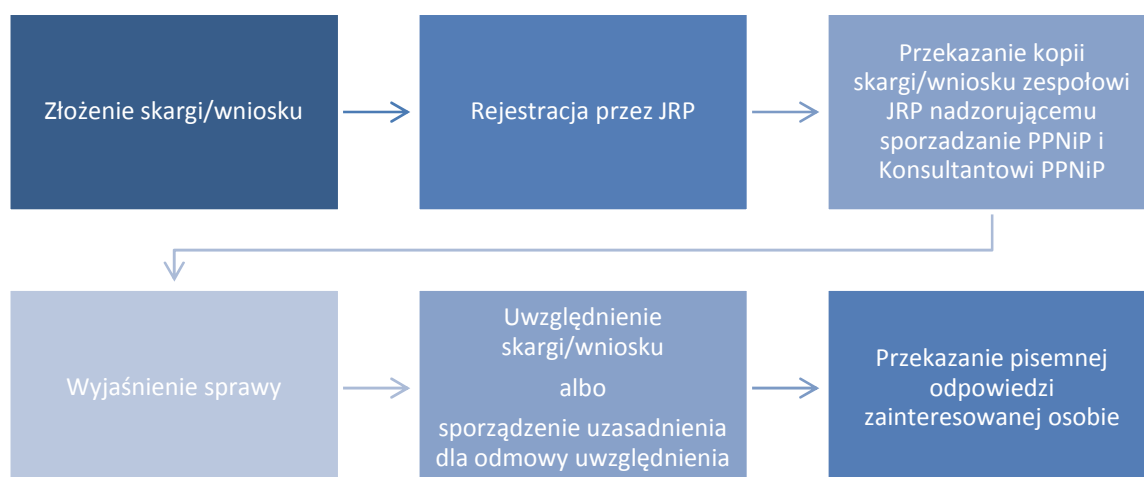 Złożenie skargi/wniosku
Rejestracja przez JRP
Przekazanie kopii
skargi/wniosku zespołowi
JRP nadzorującemu
sporzadzanie PPNiP i
Konsultantowi PPNiP
Wyjaśnienie sprawy
Uwzględnienie
skargi/wniosku
albo
sporządzenie uzasadnienia
dla odmowy uwzględnienia
Przekazanie pisemnej
odpowiedzi
zainteresowanej osobie